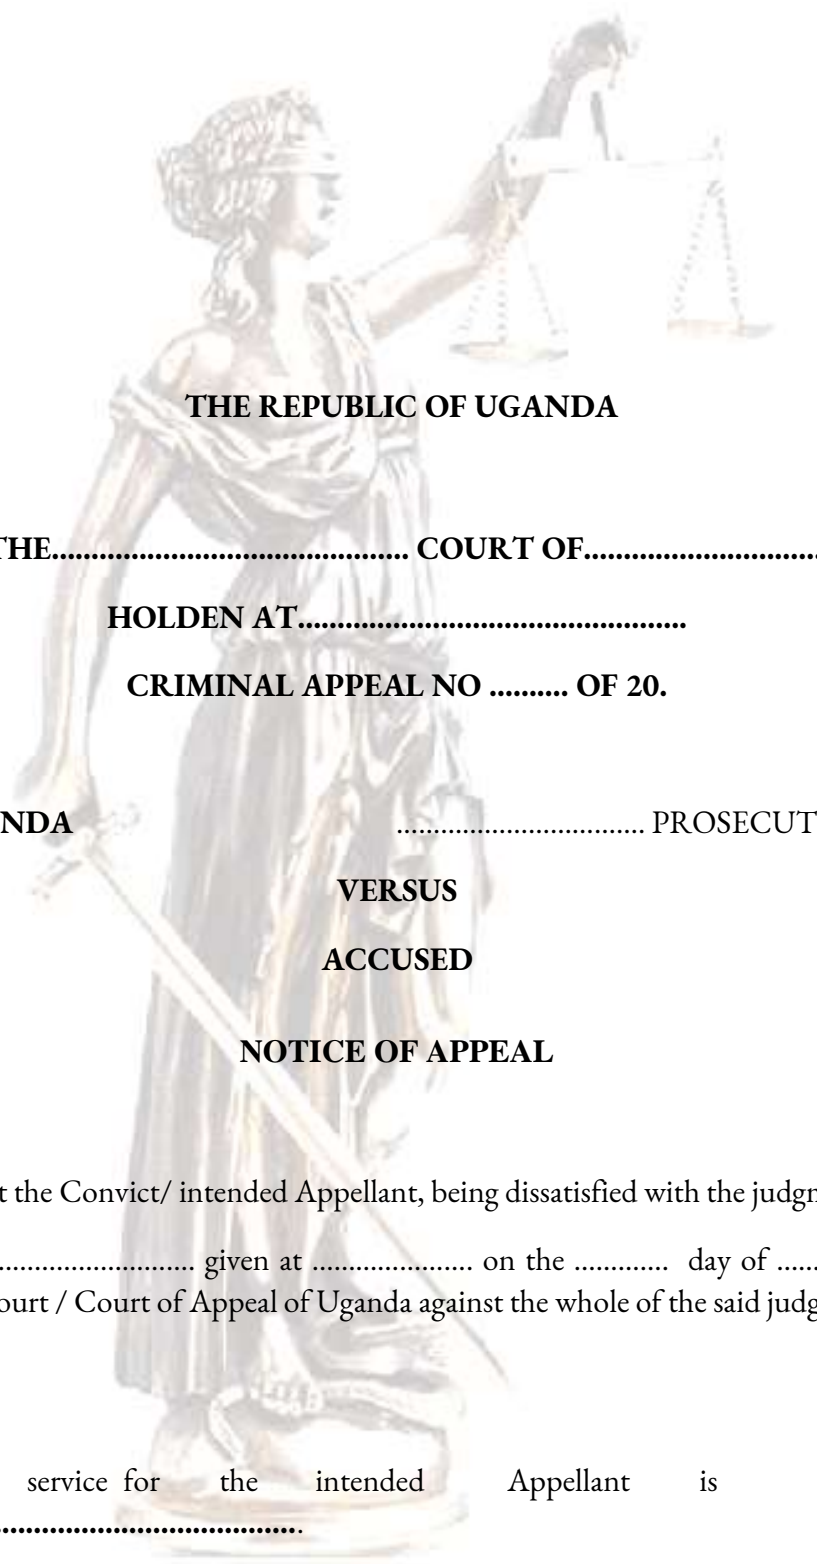 THE REPUBLIC OF UGANDA
THE.............................................. COURT OF..............................
HOLDEN AT..................................................
CRIMINAL APPEAL NO .......... OF 20.
NDA .................................. PROSECUT
VERSUS
ACCUSED
NOTICE OF APPEAL
t the Convict/ intended Appellant, being dissatisfied with the judgm
........................... given at ...................... on the ............. day of ......
ourt / Court of Appeal of Uganda against the whole of the said judg
service for the intended Appellant is
.......................................